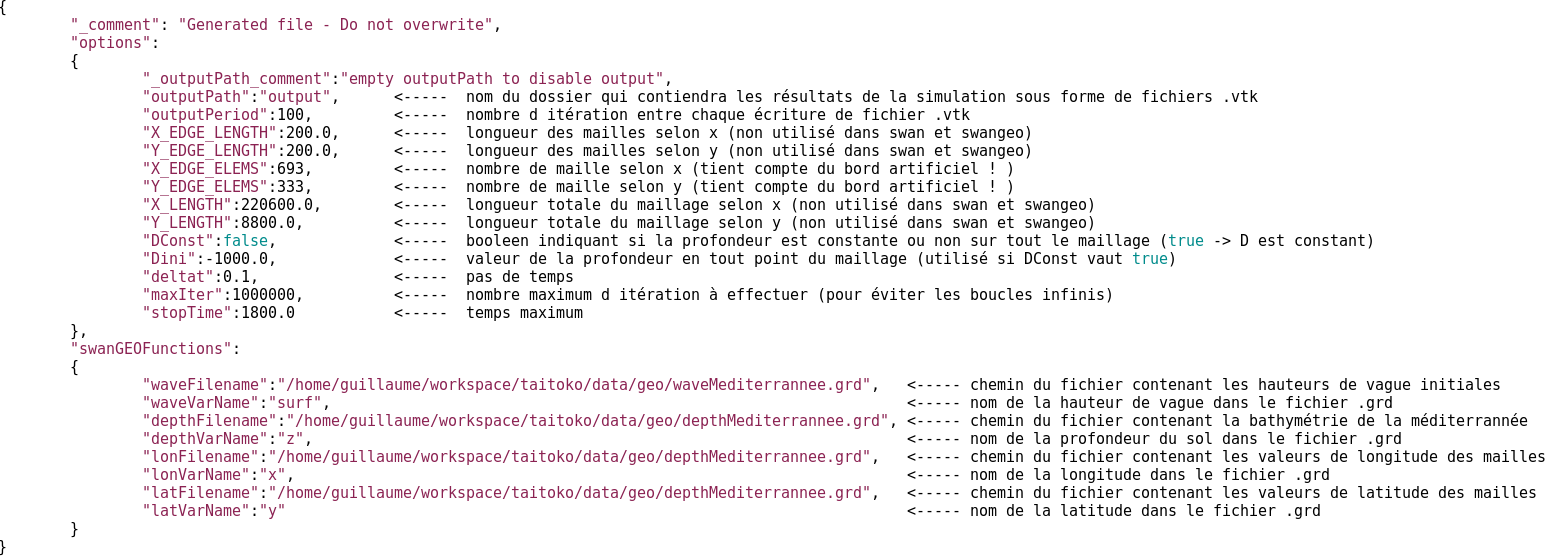 {
"_comment": "Generated file - Do not overwrite",
"options":
{
"_outputPath_comment":"empty outputPath to disable output",
"outputPath":"output", <----- nom du dossier qui contiendra les résultats de la simulation sous forme de fichiers .vtk
"outputPeriod":100, <----- nombre d itération entre chaque écriture de fichier .vtk
"X_EDGE_LENGTH":200.0, <----- longueur des mailles selon x (non utilisé dans swan et swangeo)
"Y_EDGE_LENGTH":200.0, <----- longueur des mailles selon y (non utilisé dans swan et swangeo)
"X_EDGE_ELEMS":693, <----- nombre de maille selon x (tient compte du bord artificiel ! )
"Y_EDGE_ELEMS":333, <----- nombre de maille selon y (tient compte du bord artificiel ! )
"X_LENGTH":220600.0, <----- longueur totale du maillage selon x (non utilisé dans swan et swangeo)
"Y_LENGTH":8800.0, <----- longueur totale du maillage selon y (non utilisé dans swan et swangeo)
"DConst":false, <----- booleen indiquant si la profondeur est constante ou non sur tout le maillage (true -> D est constant)
"Dini":-1000.0, <----- valeur de la profondeur en tout point du maillage (utilisé si DConst vaut true)
"deltat":0.1, <----- pas de temps
"maxIter":1000000, <----- nombre maximum d itération à effectuer (pour éviter les boucles infinis)
"stopTime":1800.0 <----- temps maximum
},
"swanGEOFunctions":
{
"waveFilename":"/home/guillaume/workspace/taitoko/data/geo/waveMediterrannee.grd", <----- chemin du fichier contenant les hauteurs de vague initiales
"waveVarName":"surf", <----- nom de la hauteur de vague dans le fichier .grd
"depthFilename":"/home/guillaume/workspace/taitoko/data/geo/depthMediterrannee.grd", <----- chemin du fichier contenant la bathymétrie de la méditerrannée
"depthVarName":"z", <----- nom de la profondeur du sol dans le fichier .grd
"lonFilename":"/home/guillaume/workspace/taitoko/data/geo/depthMediterrannee.grd", <----- chemin du fichier contenant les valeurs de longitude des mailles
"lonVarName":"x", <----- nom de la longitude dans le fichier .grd
"latFilename":"/home/guillaume/workspace/taitoko/data/geo/depthMediterrannee.grd", <----- chemin du fichier contenant les valeurs de latitude des mailles
"latVarName":"y" <----- nom de la latitude dans le fichier .grd
}
}